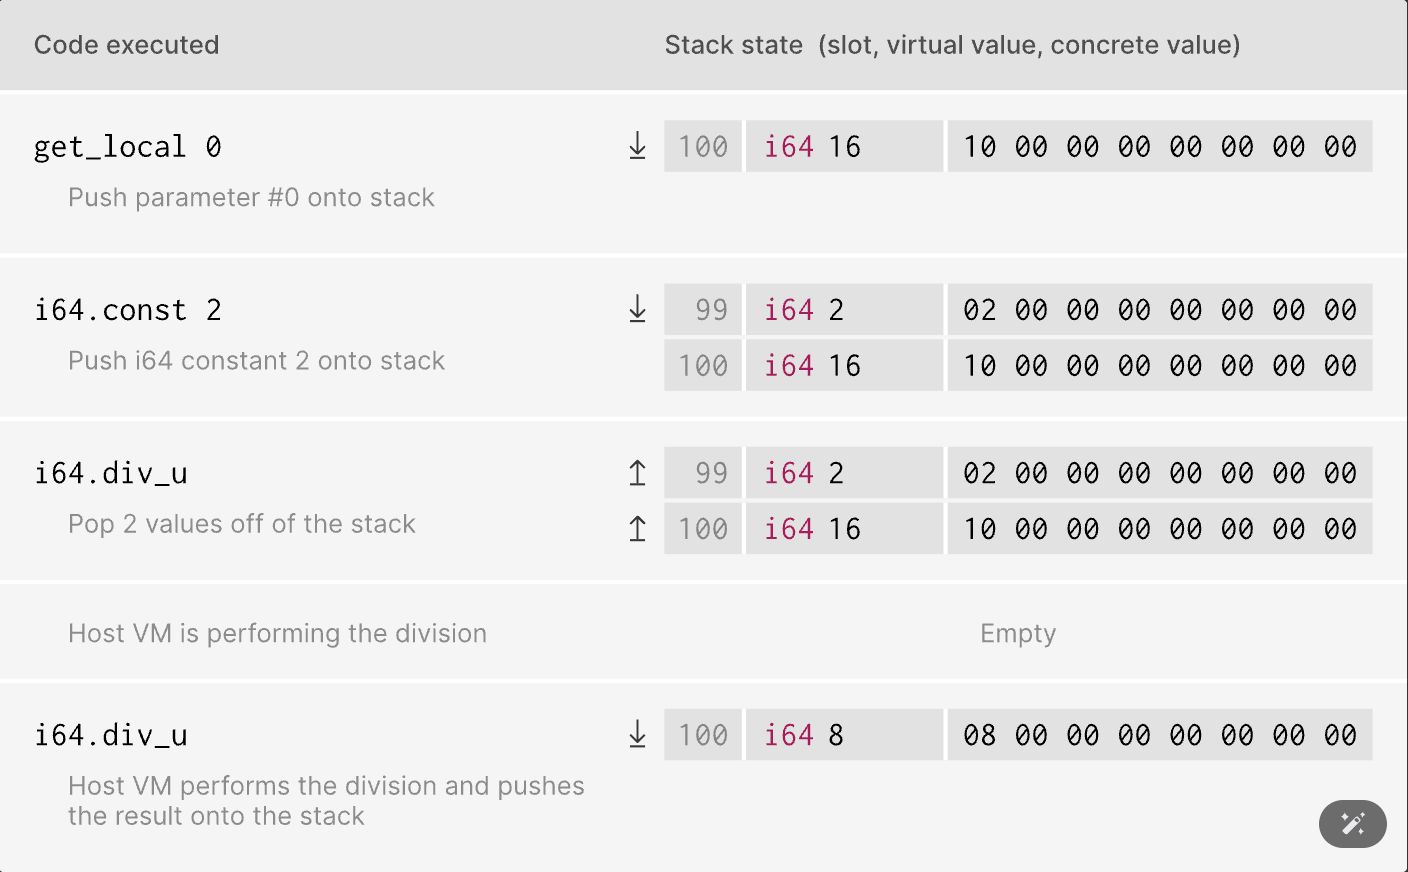 Code executed
Stack state (slot, virtual value, concrete value)
get_local 0
↓ 100 i64 16 10 00 00 00 00 00 00 00
Push parameter #0 onto stack
i64.const 2
↓ 99 i64 2 02 00 00 00 00 00 00 00
Push i64 constant 2 onto stack
100 i64 16 10 00 00 00 00 00 00 00
i64.div_u
↑ 99 i64 2 02 00 00 00 00 00 00 00
Pop 2 values off of the stack
↑ 100 i64 16 10 00 00 00 00 00 00 00
Host VM is performing the division
Empty
i64.div_u
↓ 100 i64 8 08 00 00 00 00 00 00 00
Host VM performs the division and pushes
the result onto the stack